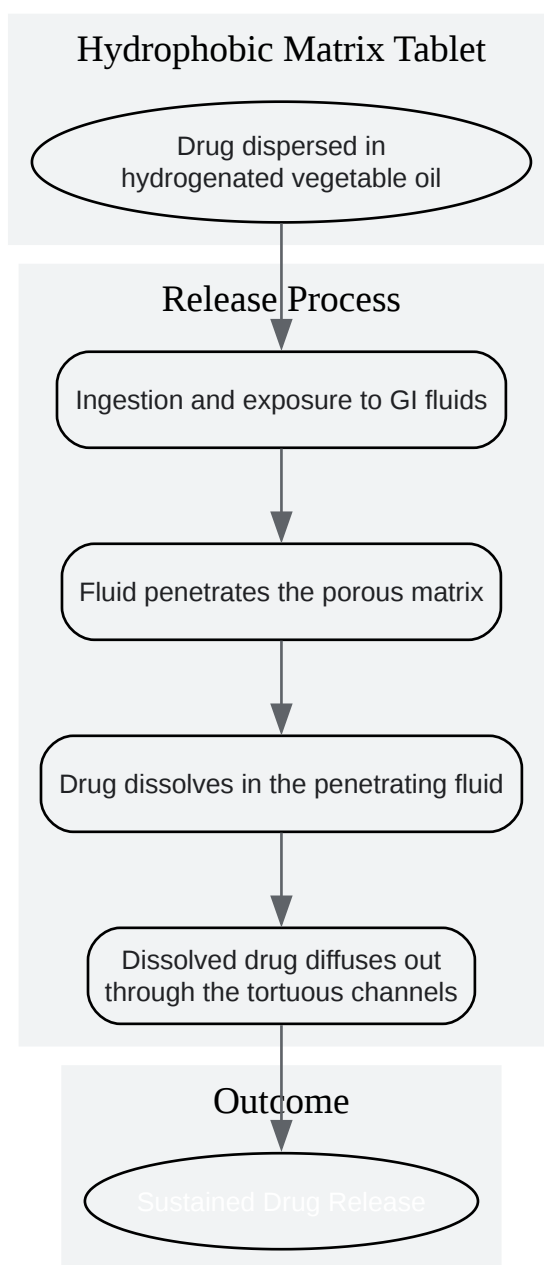 Hydrophobic Matrix Tablet
Drug dispersed in
hydrogenated vegetable oil
Release Process
Ingestion and exposure to GI fluids
Fluid penetrates the porous matrix
Drug dissolves in the penetrating fluid
Dissolved drug diffuses out
through the tortuous channels
Outcome
Sustained Drug Release